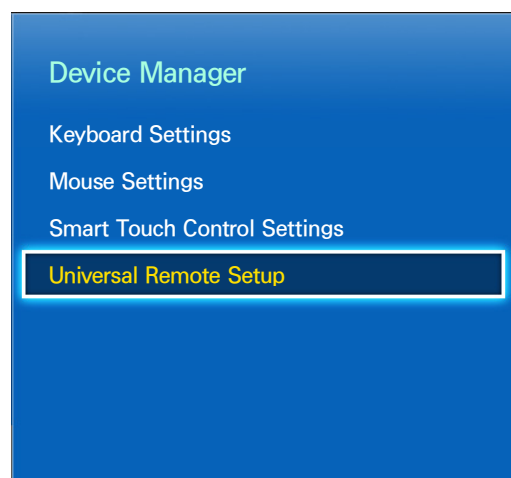 Device Manager
Keyboard Settings
Mouse Settings
Smart Touch Control Settings
Universal Remote Setup